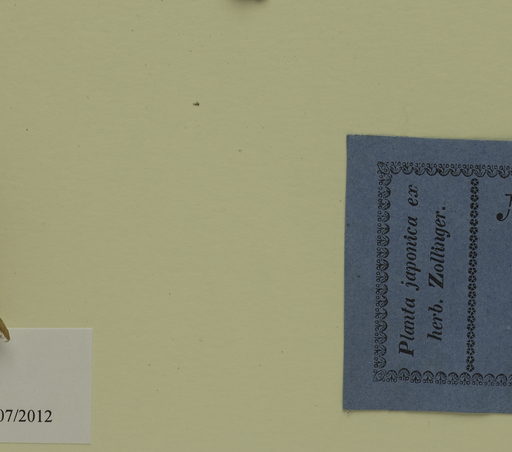 Planta japonica ex
herb. Zollinger.
07/2012